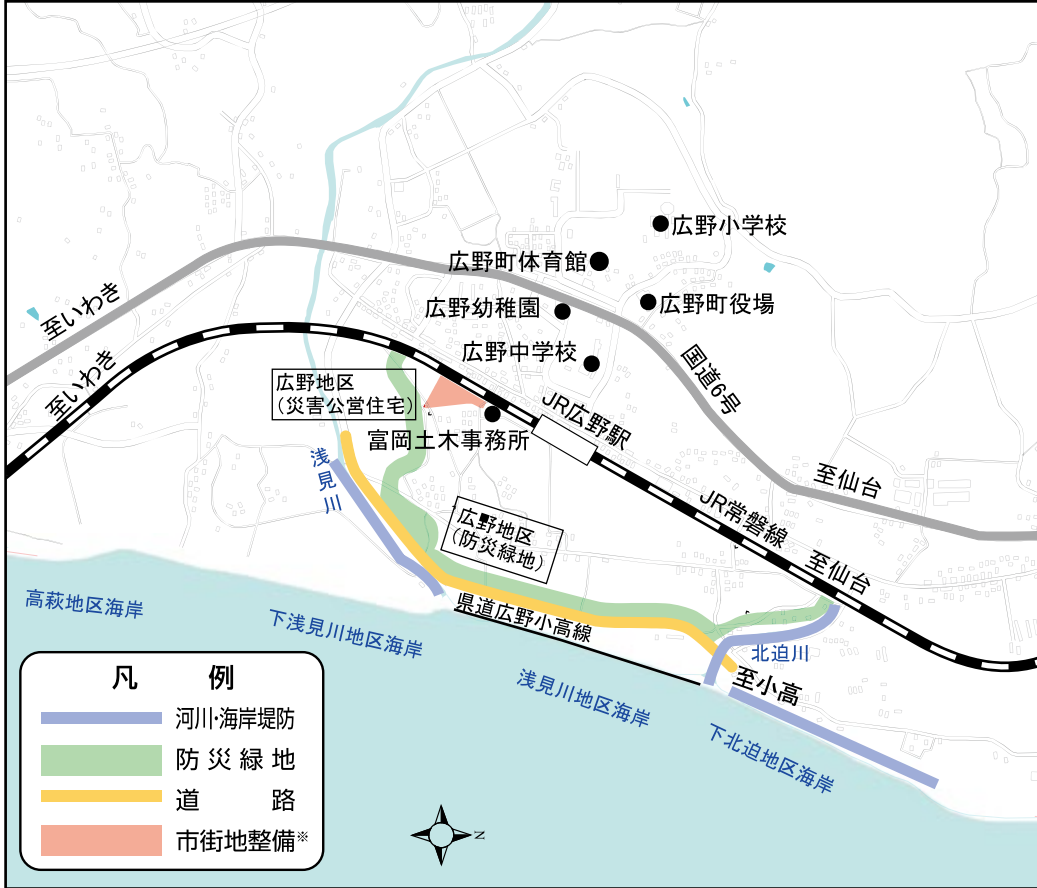 広野小学校
広野町体育館
広野町役場
広野幼稚園
広野中学校
至いわき
至いわき
国道6号
広野地区
（災害公営住宅）
JR広野駅
富岡土木事務所
至仙台
浅見川
JR常磐線
至仙台
広野地区
（防災緑地）
県道広野小高線
北迫川
至小高
高萩地区海岸
下浅見川地区海岸
浅見川地区海岸
下北迫地区海岸
凡 例
河川・海岸堤防
防災緑地
道 路
市街地整備※
N